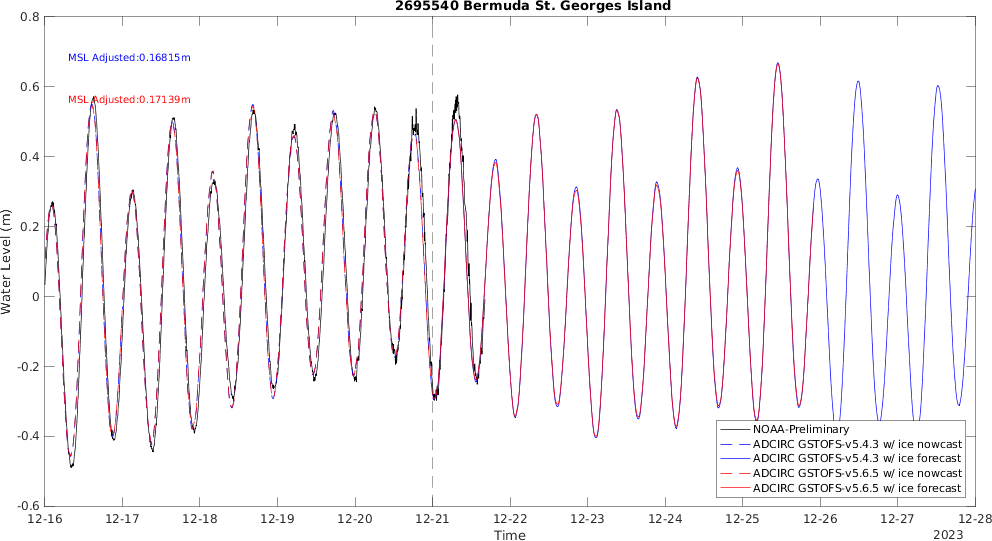 2695540 Bermuda St. Georges Island
MSL Adjusted:0.16815m
MSL Adjusted:0.17139m
Water Level (m)
0.8
0.6
0.4
0.2
0
-0.2
-0.4
-0.6
NOAA-Preliminary
ADCIRC GSTOFS-v5.4.3 w/ ice nowcast
ADCIRC GSTOFS-v5.4.3 w/ ice forecast
ADCIRC GSTOFS-v5.6.5 w/ ice nowcast
ADCIRC GSTOFS-v5.6.5 w/ ice forecast
12-16 12-17 12-18 12-19 12-20 12-21 12-22 12-23 12-24 12-25 12-26 12-27 12-28
Time
2023